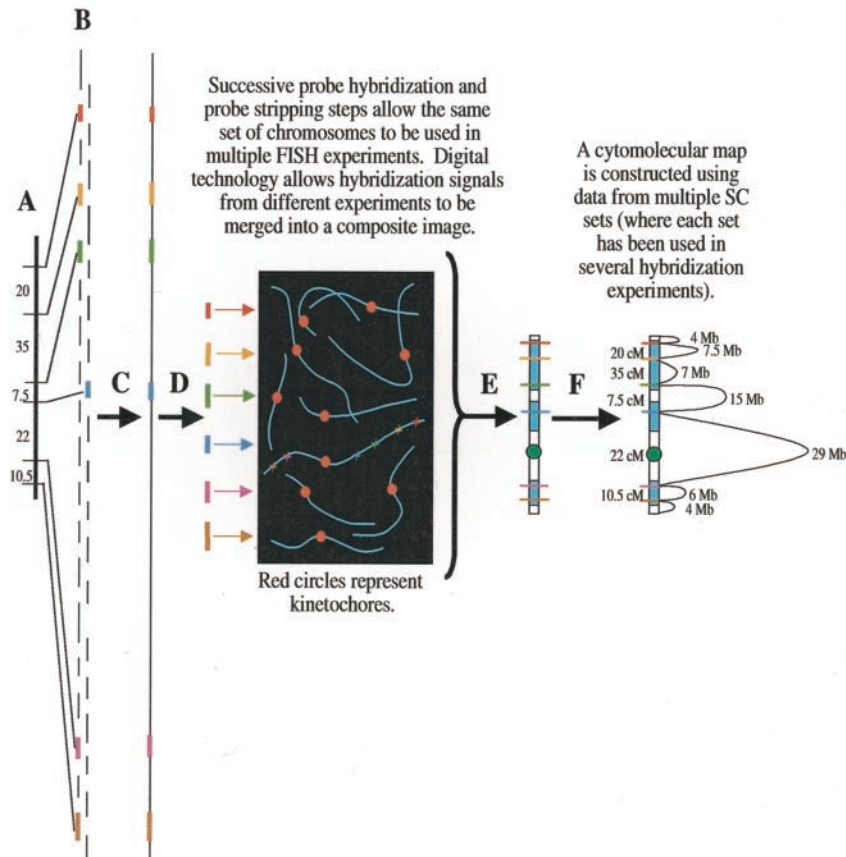 B
Successive probe hybridization and
probe stripping steps allow the same
set of chromosomes to be used in
multiple FISH experiments. Digital
technology allows hybridization signals
from different experiments to be
merged into a composite image.
A cytomolecular map
is constructed using
data from multiple SC
sets (where each set
has been used in
several hybridization
experiments).
A
20
35
7.5
22
10.5
C
D
E
F
20 cM
35 cM
7.5 cM
22 cM
10.5 cM
4 Mb
7.5 Mb
7 Mb
15 Mb
29 Mb
6 Mb
4 Mb
Red circles represent
kinetochores.